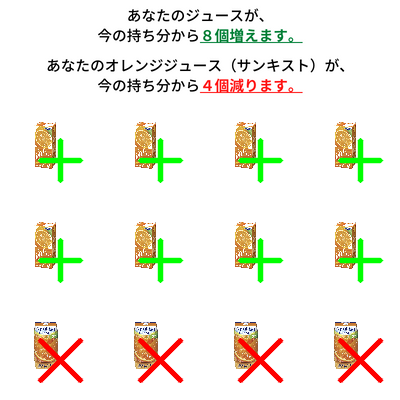 あなたのジュースが、
今の持ち分から８個増えます。
あなたのオレンジジュース（サンキスト）が、
今の持ち分から４個減ります。